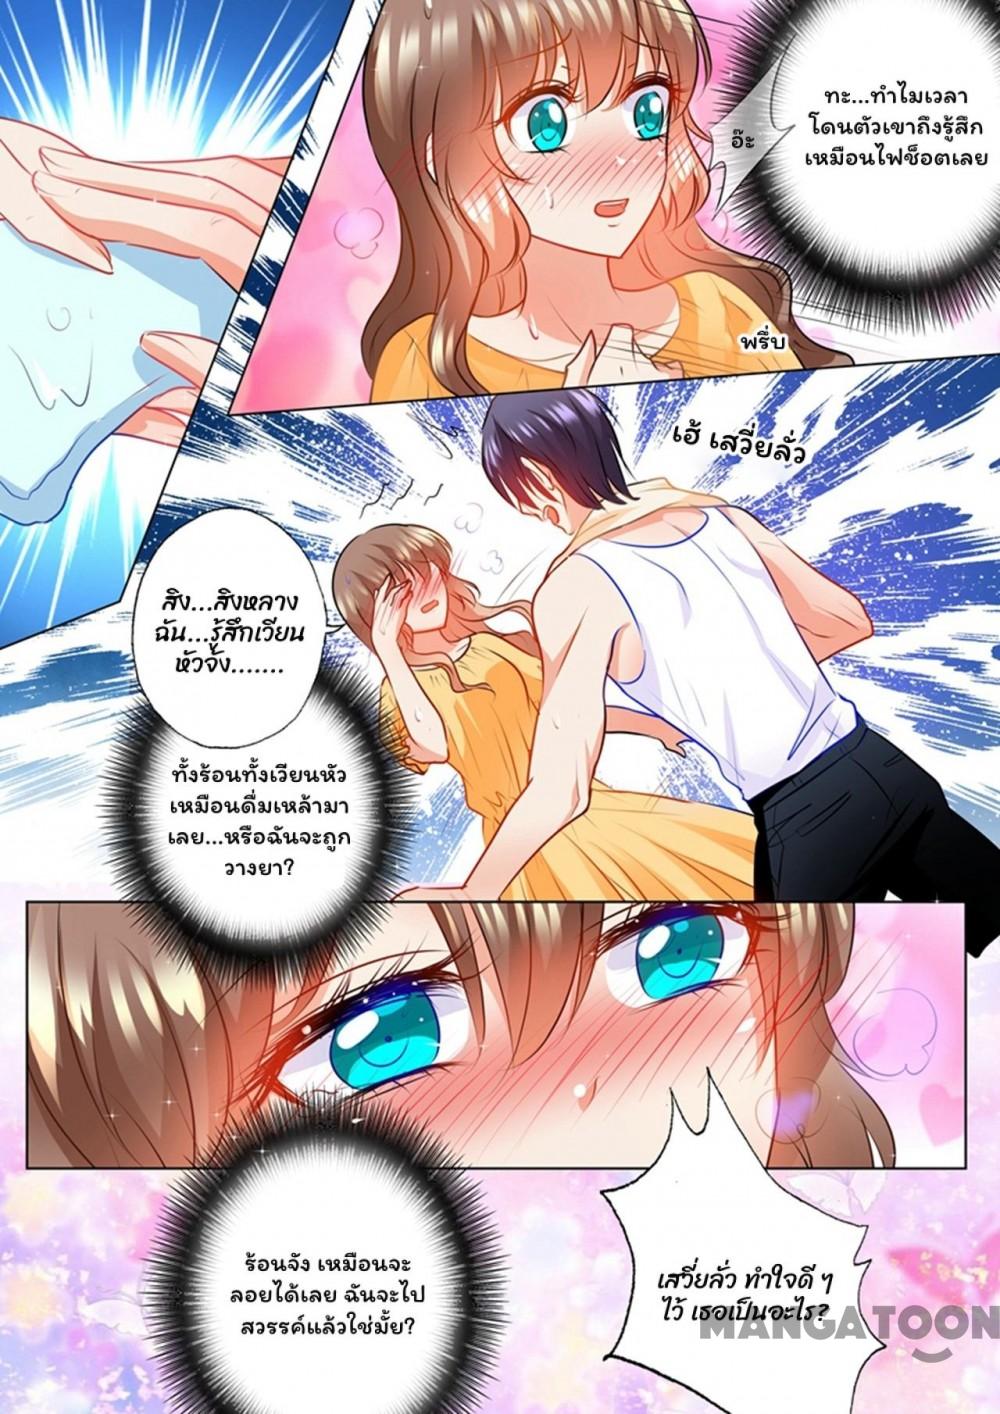 ทะ...ทำไมเวลา
โดนตัวเขาถึงรู้สึก
เหมือนไฟช็อตเลย
อ๊ะ
พรึ่บ
เฮ้ เสวี่ยลั่ว
สิง...สิงหลาง
ฉัน...รู้สึกเวียน
หัวจัง.......
ทั้งร้อนทั้งเวียนหัว
เหมือนดื่มเหล้ามา
เลย...หรือฉันจะถูก
วางยา?
ร้อนจัง เหมือนจะ
ลอยได้เลย ฉันจะไป
สวรรค์แล้วใช่มั้ย?
เสวี่ยลั่ว ทำใจดี ๆ
ไว้ เธอเป็นอะไร?
MANGATOON